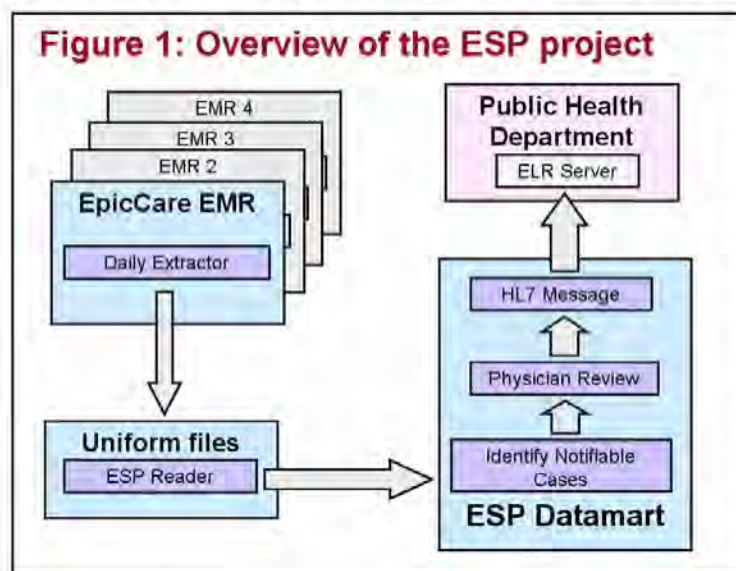 Figure 1: Overview of the ESP project
EMR 4
EMR 3
EMR 2
EpicCare EMR
Daily Extractor
Uniform files
ESP Reader
Public Health
Department
ELR Server
HL7 Message
Physician Review
Identify Notifiable
Cases
ESP Datamart